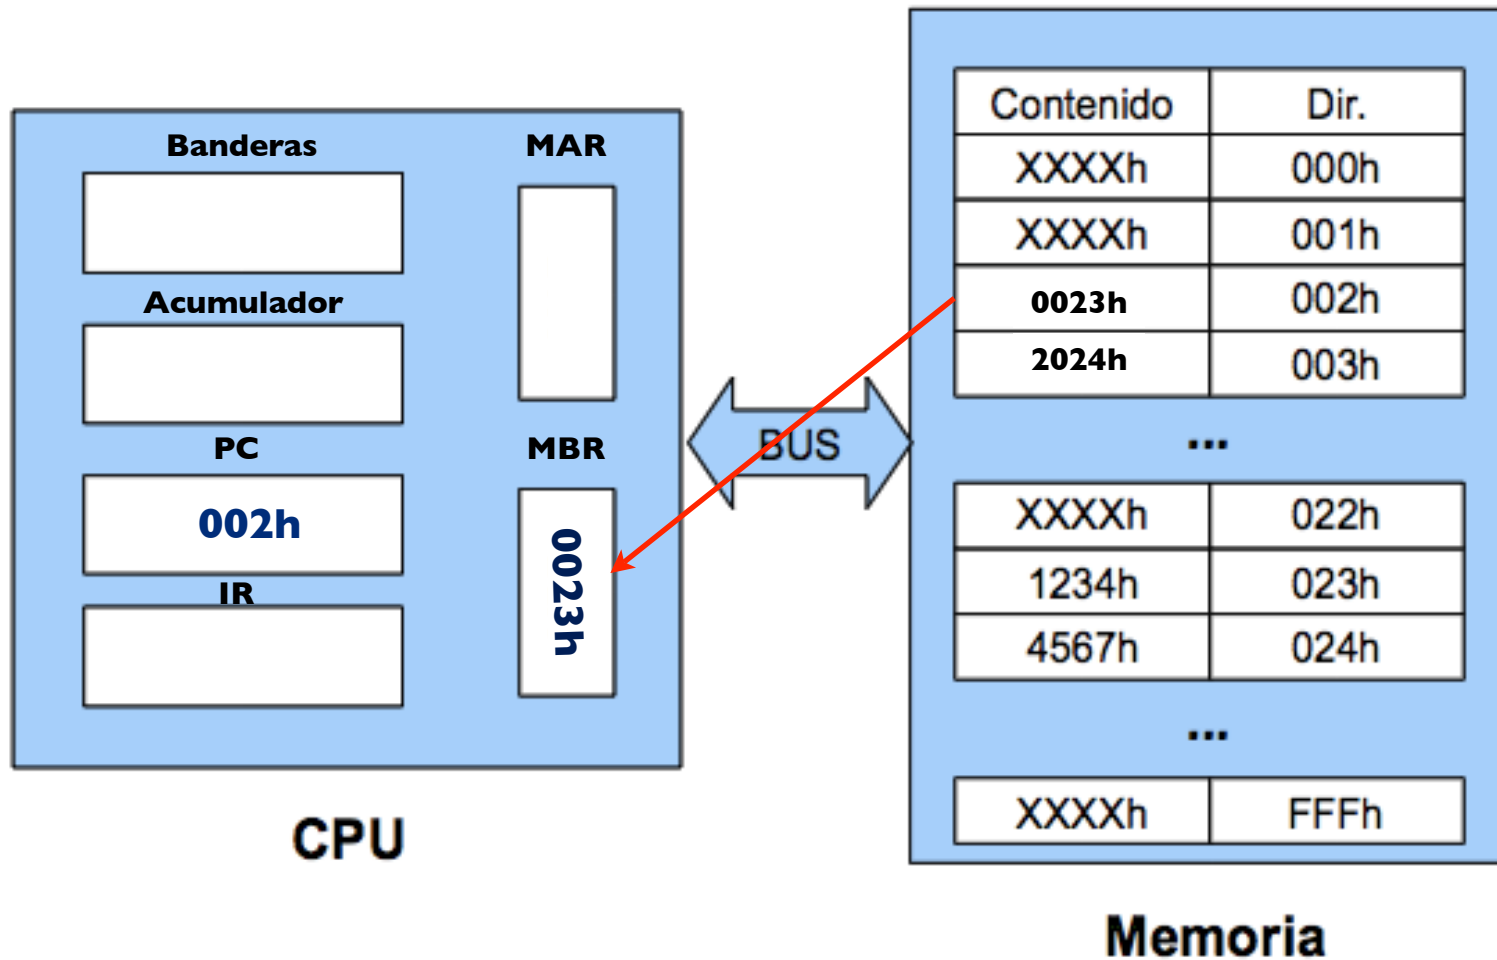 Banderas
MAR
Acumulador
PC
002h
MBR
0023h
IR
CPU
BUS
Contenido Dir.
XXXXh 000h
XXXXh 001h
0023h 002h
2024h 003h
...
XXXXh 022h
1234h 023h
4567h 024h
...
XXXXh FFFh
Memoria